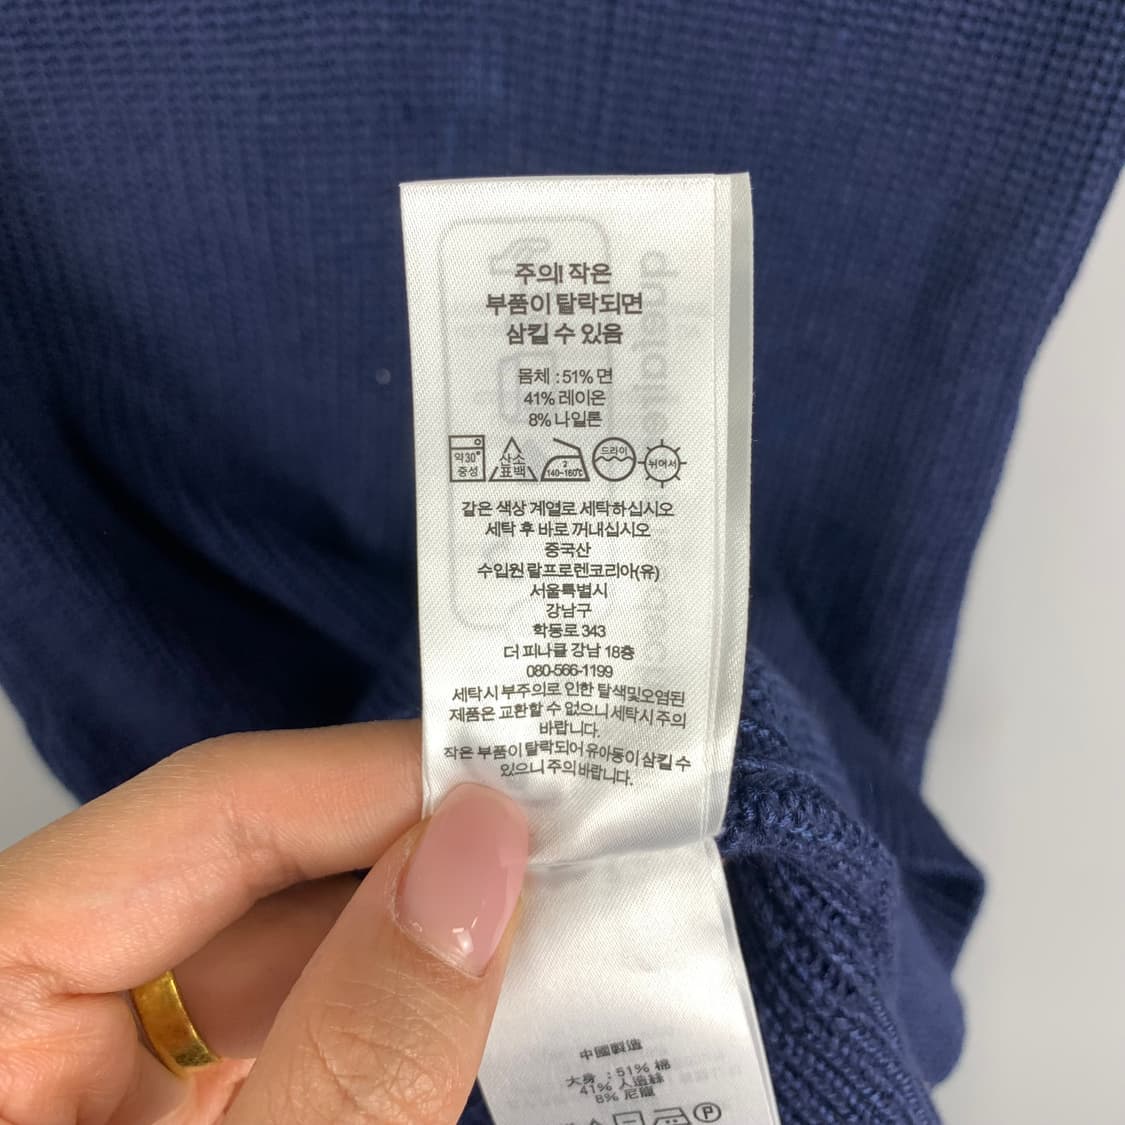 주의! 작은
부품이 탈락되면
삼킬 수 있음
몸체 : 51% 면
41% 레이온
8% 나일론
약30°
중성
산소
표백
2
140~160℃
드라이
뉘어서
같은 색상 계열로 세탁하십시오
세탁 후 바로 꺼내십시오
중국산
수입원 랄프로렌코리아(유)
서울특별시
강남구
학동로 343
더 피나클 강남 18층
080-566-1199
세탁시 부주의로 인한 탈색및오염된
제품은 교환할 수 없으니 세탁시 주의
바랍니다.
작은 부품이 탈락되어 유아동이 삼킬 수
있으니 주의 바랍니다.
中國製造
大身 : 51% 棉
41% 人造絲
8% 尼龍
P